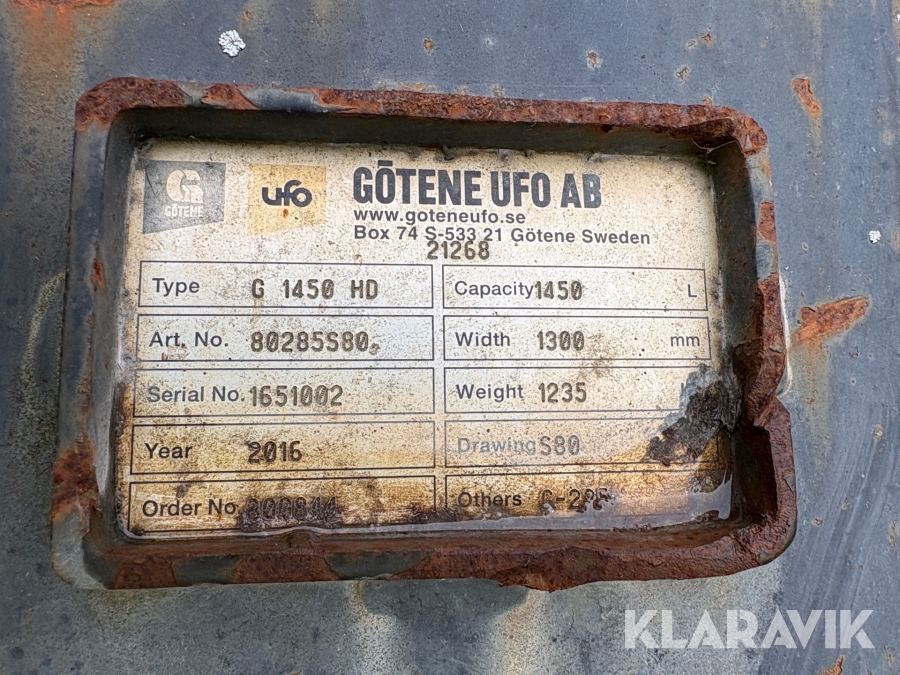 GÖTENE
ufo
GÖTENE UFO AB
www.goteneufo.se
Box 74 S-533 21 Götene Sweden
21268
Type G 1450 HD
Capacity 1450 L
Art. No. 80285S80
Width 1300 mm
Serial No. 1651002
Weight 1235
Year 2016
Drawing S80
Order No.
Others
KLARAVIK